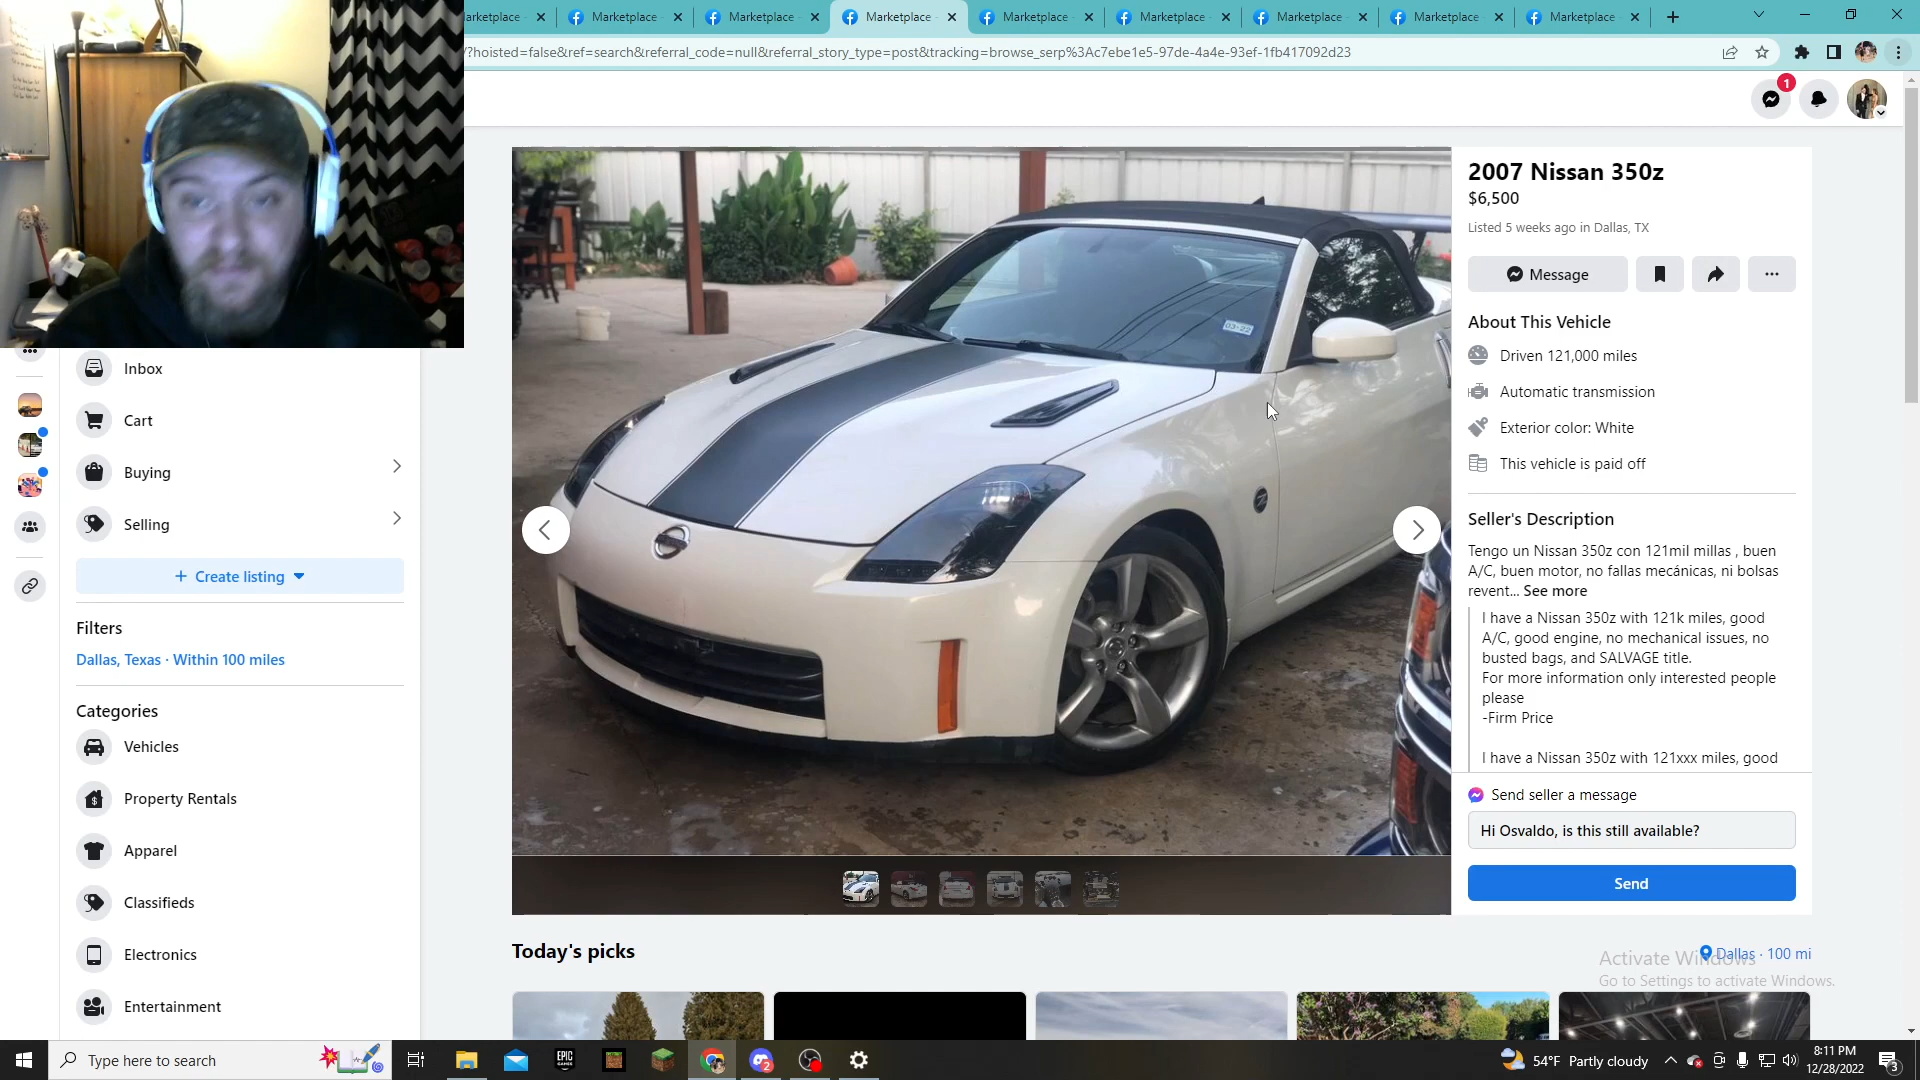 arketplace
Marketplace
Marketplace
Marketplace
Marketplace
Marketplace
Marketplace
Marketplace
Marketplace
/?hoisted=false&ref=search&referral_code=null&referral_story_type=post&tracking=browse_serp%3Ac7ebe1e5-97de-4a4e-93ef-1fb417092d23
1
2007 Nissan 350z
$6,500
Listed 5 weeks ago in Dallas, TX
Message
About This Vehicle
Driven 121,000 miles
Automatic transmission
Exterior color: White
This vehicle is paid off
Seller's Description
Tengo un Nissan 350z con 121mil millas , buen
A/C, buen motor, no fallas mecánicas, ni bolsas
revent... See more
I have a Nissan 350z with 121k miles, good
A/C, good engine, no mechanical issues, no
busted bags, and SALVAGE title.
For more information only interested people
please
-Firm Price
I have a Nissan 350z with 121xxx miles, good
Send seller a message
Hi Osvaldo, is this still available?
Send
03-22
Inbox
Cart
Buying
Selling
+ Create listing
Filters
Dallas, Texas · Within 100 miles
Categories
Vehicles
Property Rentals
Apparel
Classifieds
Electronics
Entertainment
Today's picks
Dallas · 100 mi
Activate Windows
Go to Settings to activate Windows.
Type here to search
EPIC
GAMES
2
54°F Partly cloudy
8:11 PM
12/28/2022
3